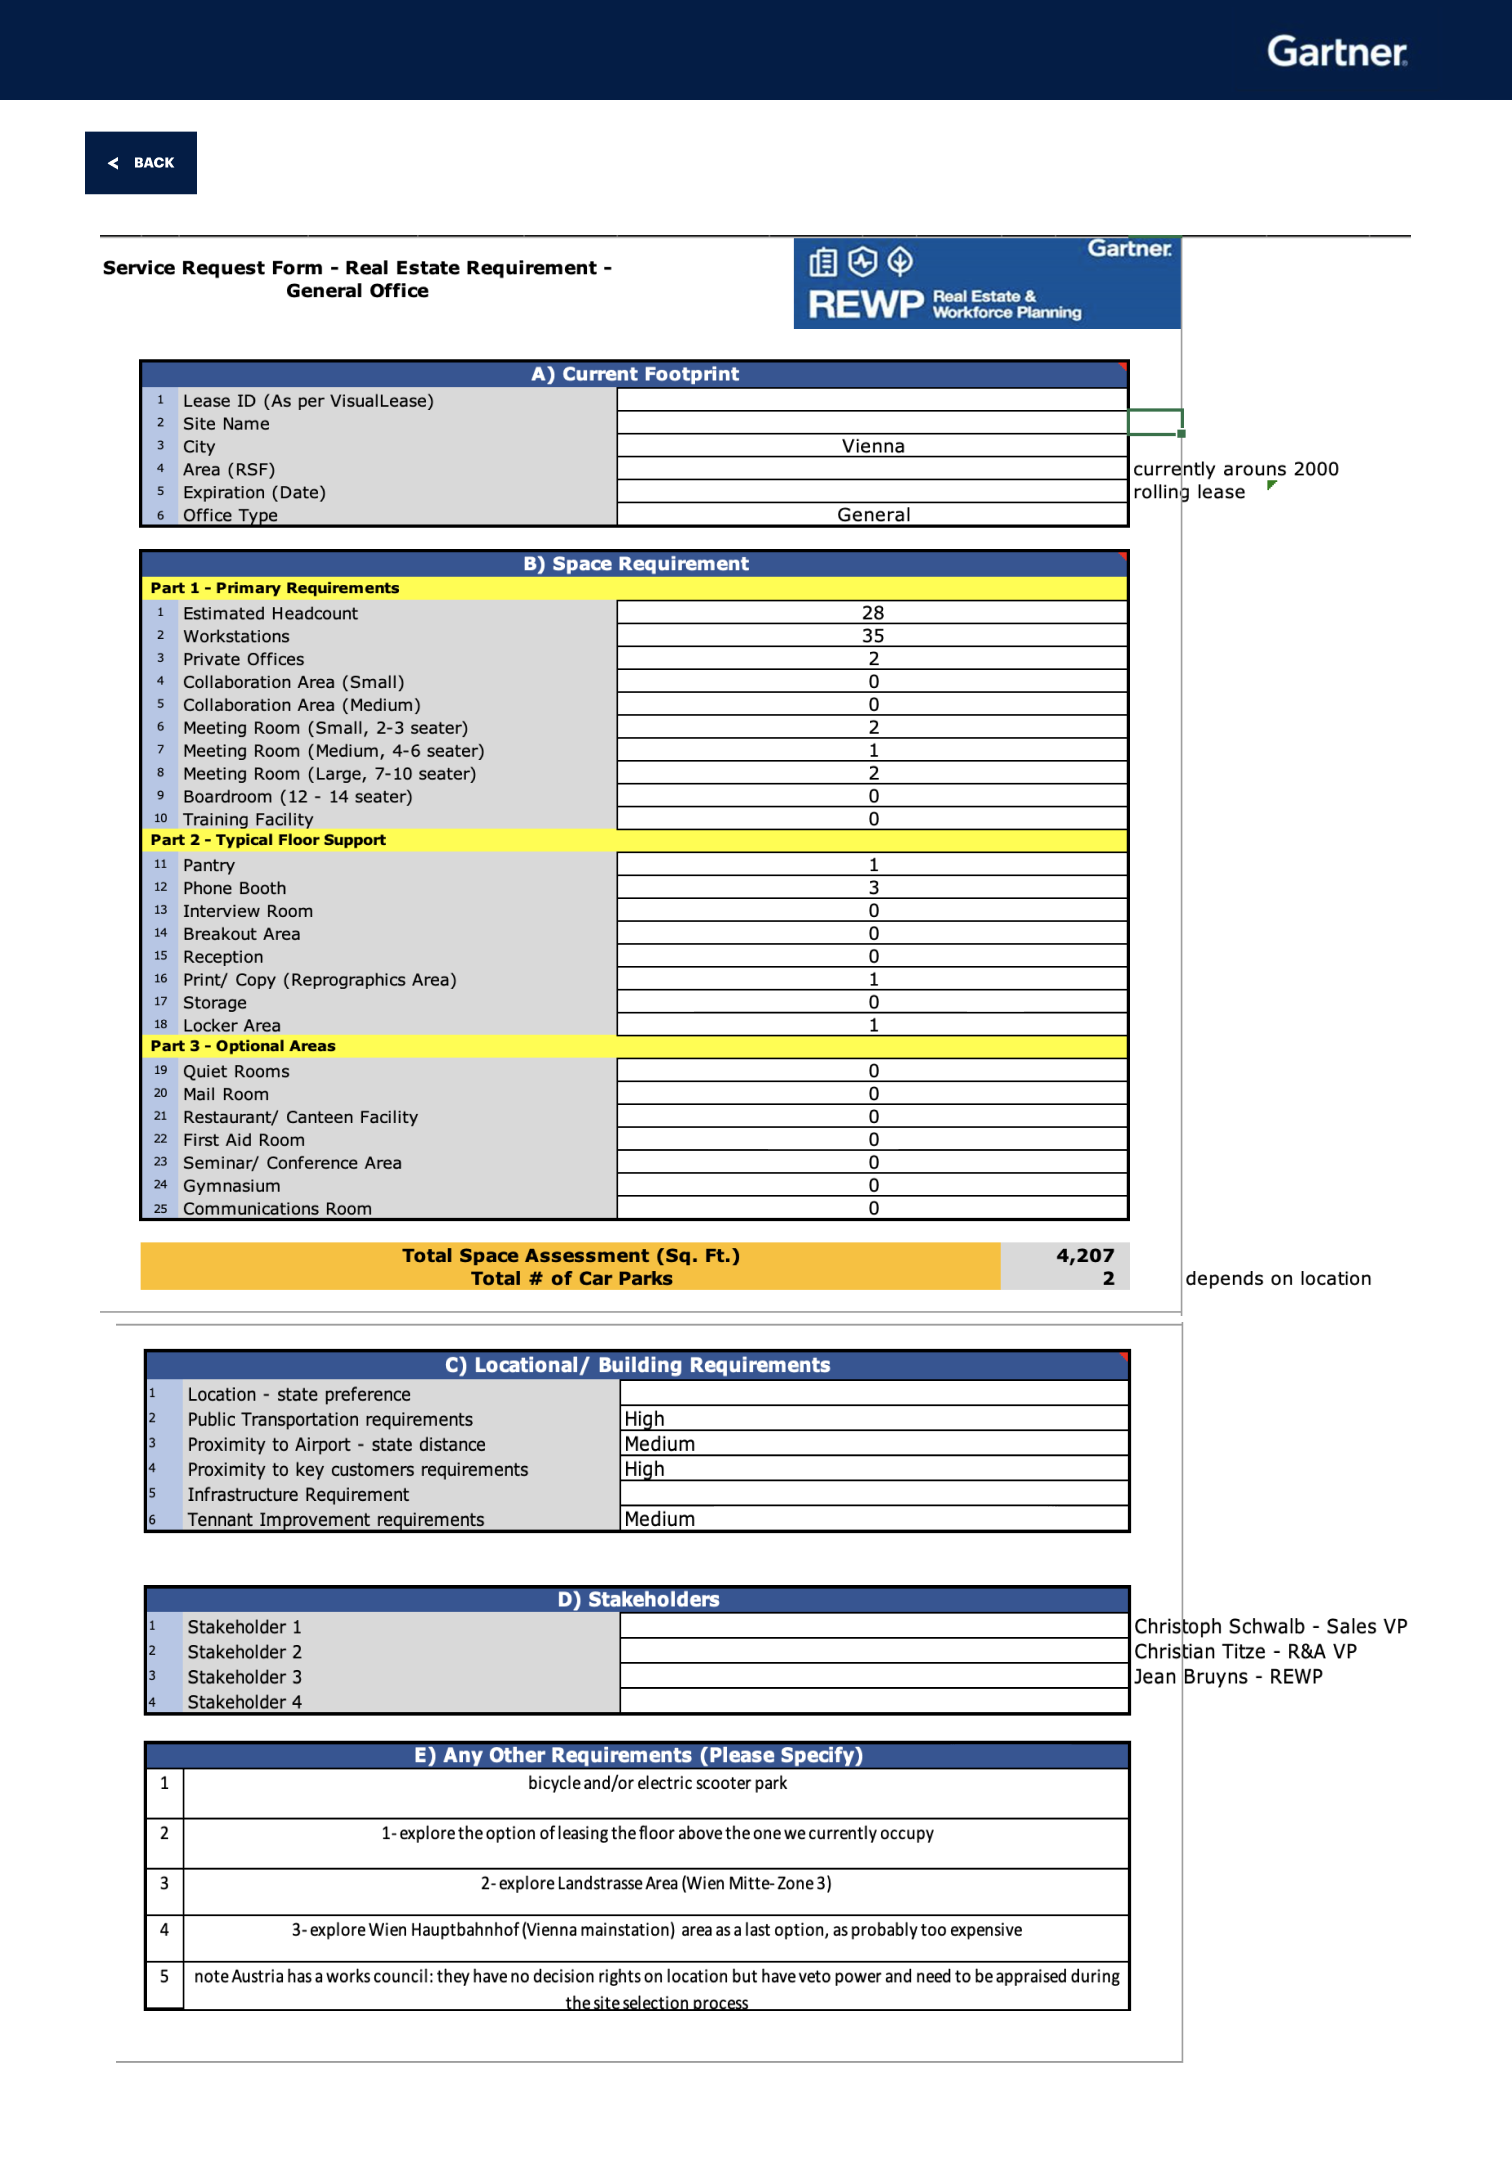 Gartner
< BACK
Service Request Form - Real Estate Requirement -
General Office
Gartner
REWP Real Estate &
Workforce Planning
A) Current Footprint
1 Lease ID (As per VisualLease)
2 Site Name
3 City Vienna
4 Area (RSF) currently arouns 2000
5 Expiration (Date) rolling lease
6 Office Type General
B) Space Requirement
Part 1 - Primary Requirements
1 Estimated Headcount 28
2 Workstations 35
3 Private Offices 2
4 Collaboration Area (Small) 0
5 Collaboration Area (Medium) 0
6 Meeting Room (Small, 2-3 seater) 2
7 Meeting Room (Medium, 4-6 seater) 1
8 Meeting Room (Large, 7-10 seater) 2
9 Boardroom (12 - 14 seater) 0
10 Training Facility 0
Part 2 - Typical Floor Support
11 Pantry 1
12 Phone Booth 3
13 Interview Room 0
14 Breakout Area 0
15 Reception 0
16 Print/ Copy (Reprographics Area) 1
17 Storage 0
18 Locker Area 1
Part 3 - Optional Areas
19 Quiet Rooms 0
20 Mail Room 0
21 Restaurant/ Canteen Facility 0
22 First Aid Room 0
23 Seminar/ Conference Area 0
24 Gymnasium 0
25 Communications Room 0
Total Space Assessment (Sq. Ft.) 4,207
Total # of Car Parks 2 depends on location
C) Locational/ Building Requirements
1 Location - state preference
2 Public Transportation requirements High
3 Proximity to Airport - state distance Medium
4 Proximity to key customers requirements High
5 Infrastructure Requirement
6 Tennant Improvement requirements Medium
D) Stakeholders
1 Stakeholder 1 Christoph Schwalb - Sales VP
2 Stakeholder 2 Christian Titze - R&A VP
3 Stakeholder 3 Jean Bruyns - REWP
4 Stakeholder 4
E) Any Other Requirements (Please Specify)
1 bicycle and/or electric scooter park
2 1- explore the option of leasing the floor above the one we currently occupy
3 2- explore Landstrasse Area (Wien Mitte- Zone 3)
4 3- explore Wien Hauptbahnhof (Vienna mainstation) area as a last option, as probably too expensive
5 note Austria has a works council: they have no decision rights on location but have veto power and need to be appraised during
the site selection process